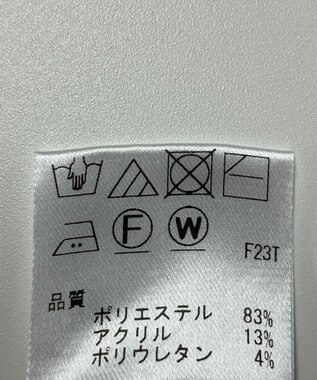 F W
F23T
品質
ポリエステル 83%
アクリル 13%
ポリウレタン 4%